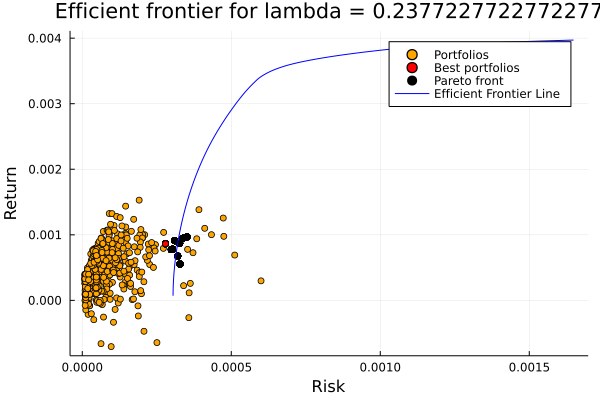 Efficient frontier for lambda = 0.2377227722772277
Return
0.004
0.003
0.002
0.001
0.000
Portfolios
Best portfolios
Pareto front
Efficient Frontier Line
0.0000 0.0005 0.0010 0.0015
Risk